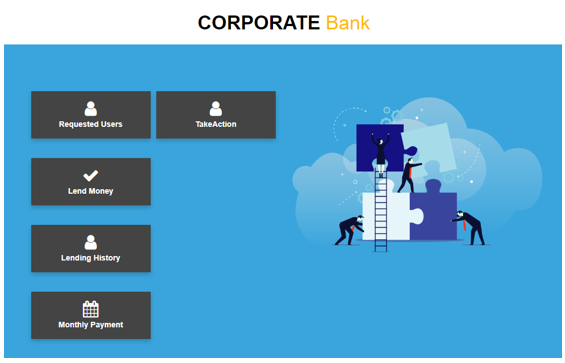 CORPORATE Bank
Requested Users
TakeAction
Lend Money
Lending History
Monthly Payment